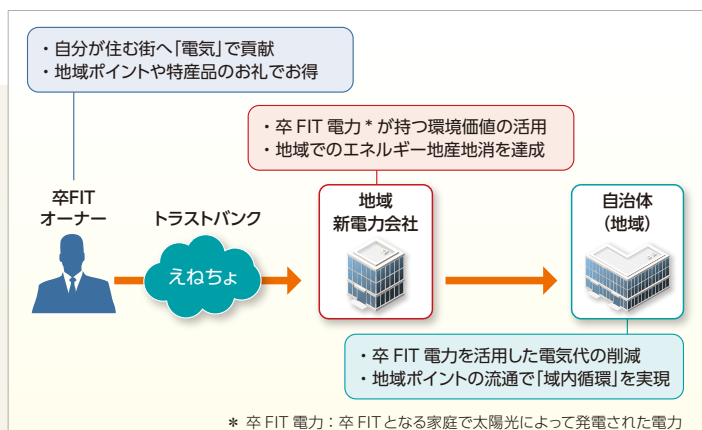 ・自分が住む街へ「電気」で貢献
・地域ポイントや特産品のお礼でお得
・卒 FIT 電力 * が持つ環境価値の活用
・地域でのエネルギー地産地消を達成
卒FIT
オーナー
トラストバンク
えねちょ
地域
新電力会社
自治体
（地域）
・卒 FIT 電力を活用した電気代の削減
・地域ポイントの流通で「域内循環」を実現
* 卒 FIT 電力：卒 FIT となる家庭で太陽光によって発電された電力